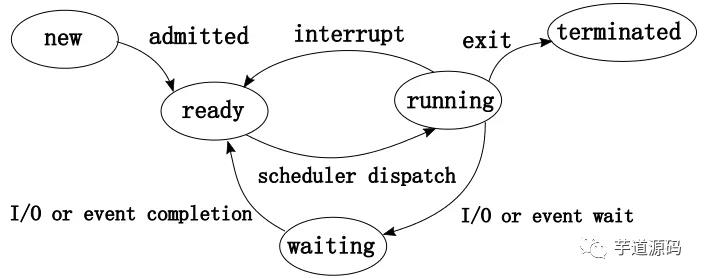 new
admitted
interrupt
exit
terminated
ready
running
scheduler dispatch
I/O or event completion
I/O or event wait
waiting
芋道源码